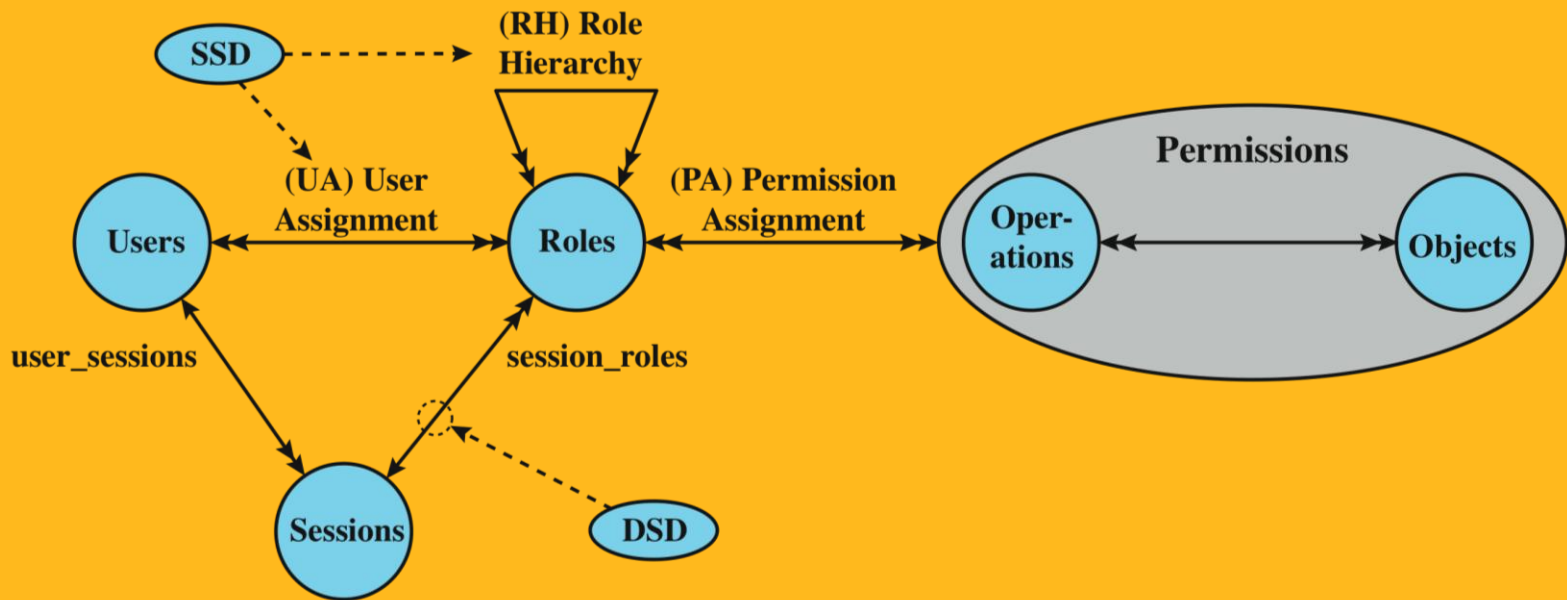 (RH) Role
Hierarchy
SSD
Permissions
(UA) User
Assignment
(PA) Permission
Assignment
Users
Roles
Oper-
ations
Objects
user_sessions
session_roles
Sessions
DSD